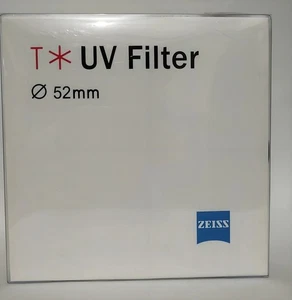 T* UV Filter
Ø 52mm
ZEISS